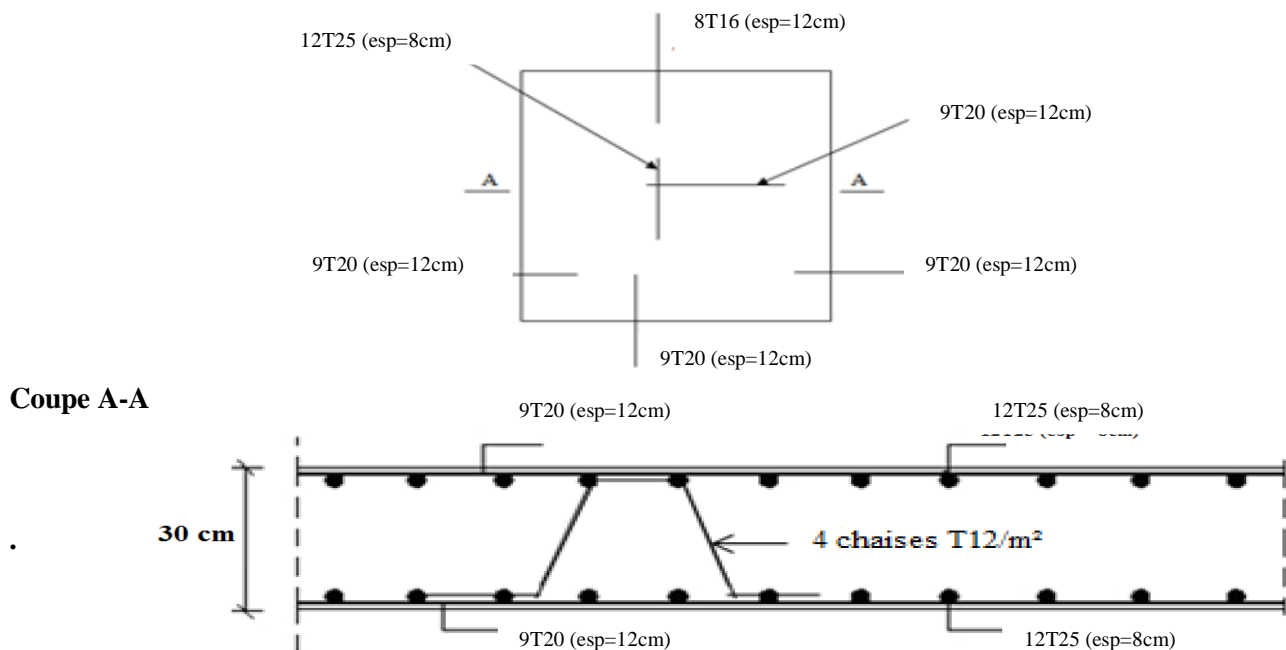 8T16 (esp=12cm)
12T25 (esp=8cm)
9T20 (esp=12cm)
A
A
9T20 (esp=12cm)
9T20 (esp=12cm)
9T20 (esp=12cm)
Coupe A-A
9T20 (esp=12cm)
12T25 (esp=8cm)
30 cm
4 chaises T12/m²
.
9T20 (esp=12cm)
12T25 (esp=8cm)